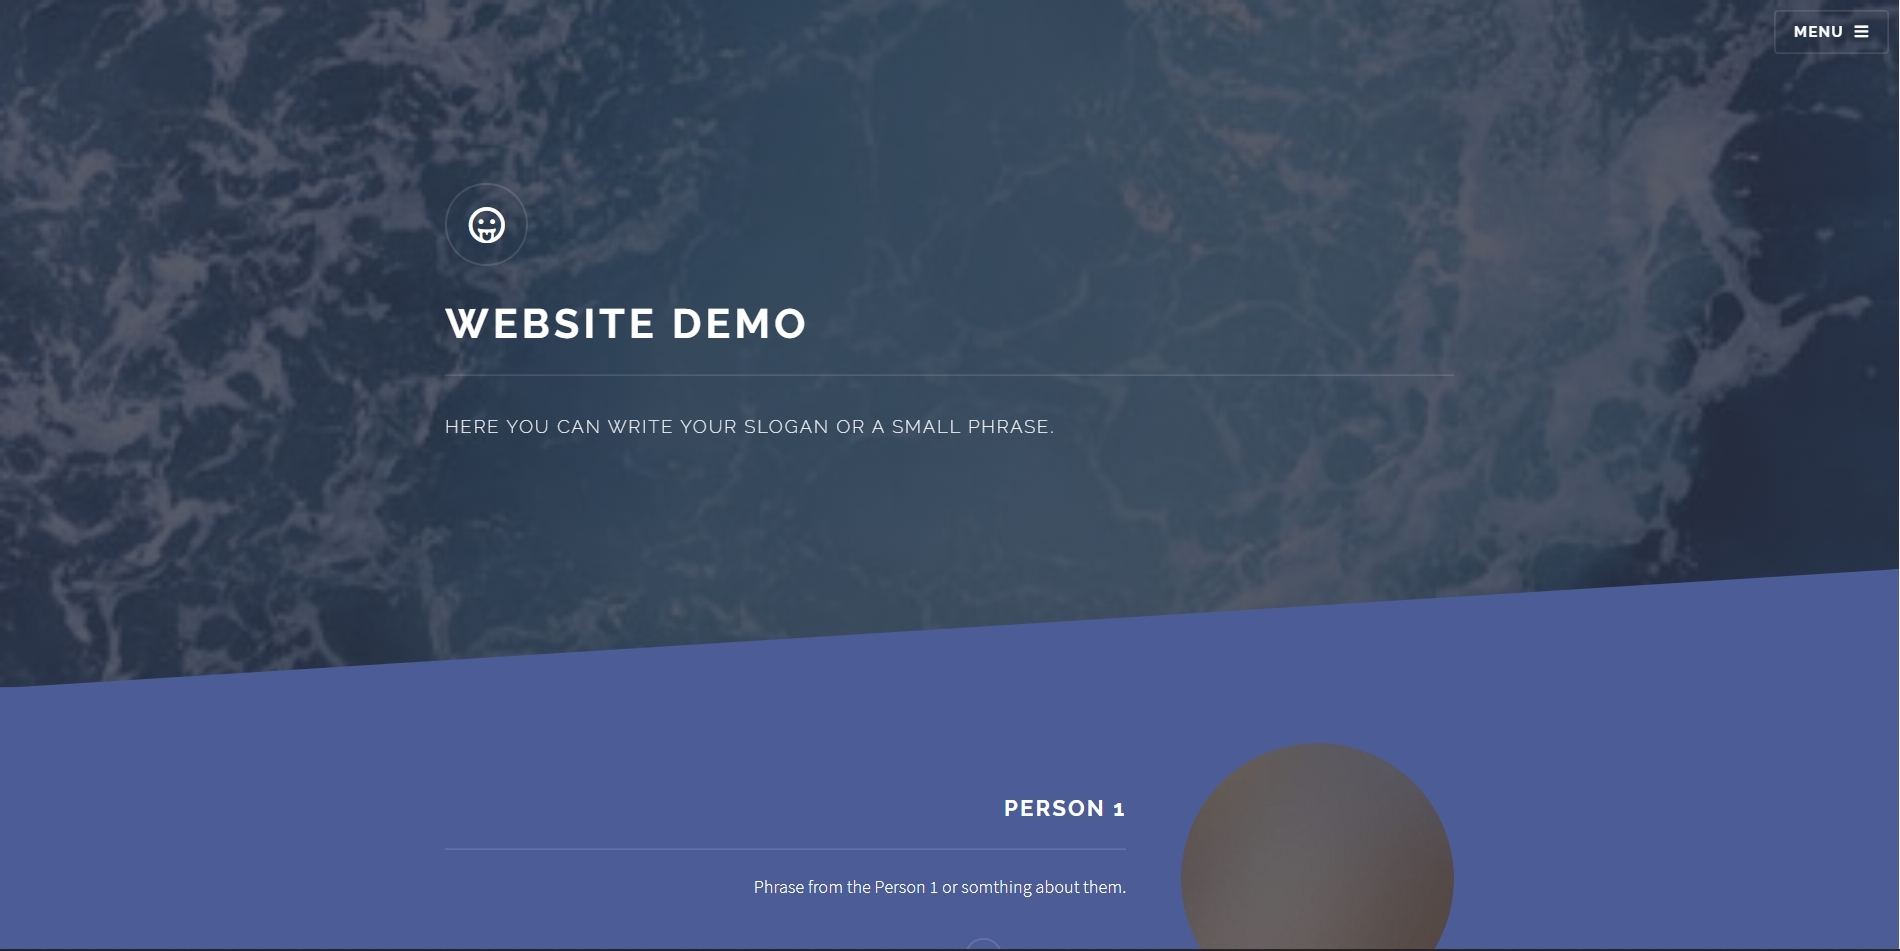 MENU
WEBSITE DEMO
HERE YOU CAN WRITE YOUR SLOGAN OR A SMALL PHRASE.
PERSON 1
Phrase from the Person 1 or somthing about them.